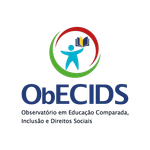 ObECIDS
Observatório em Educação Comparada,
Inclusão e Direitos Sociais